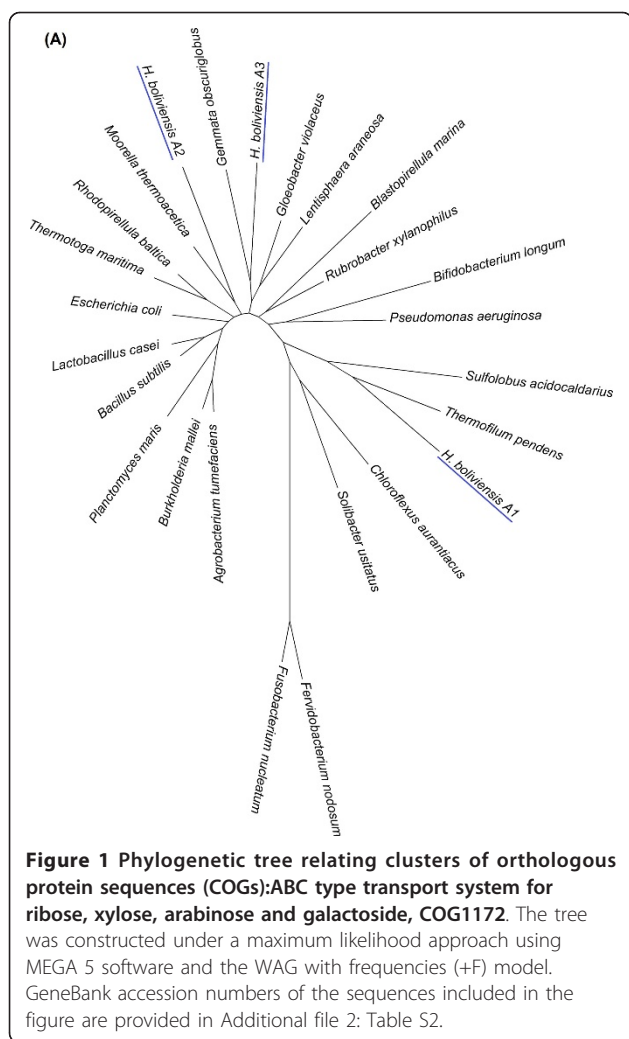 (A)
H. boliviensis A2
Gemmata obscuriglobus
H. boliviensis A3
Gloeobacter violaceus
Lentisphaera araneosa
Blastopirellula marina
Rubrobacter xylanophilus
Bifidobacterium longum
Pseudomonas aeruginosa
Sulfolobus acidocaldarius
Thermofilum pendens
H. boliviensis A1
Chloroflexus aurantiacus
Solibacter usitatus
Fervidobacterium nodosum
Fusobacterium nucleatum
Agrobacterium tumefaciens
Burkholderia mallei
Planctomyces maris
Bacillus subtilis
Lactobacillus casei
Escherichia coli
Thermotoga maritima
Rhodopirellula baltica
Moorella thermoacetica
Figure 1 Phylogenetic tree relating clusters of orthologous
protein sequences (COGs):ABC type transport system for
ribose, xylose, arabinose and galactoside, COG1172. The tree
was constructed under a maximum likelihood approach using
MEGA 5 software and the WAG with frequencies (+F) model.
GeneBank accession numbers of the sequences included in the
figure are provided in Additional file 2: Table S2.